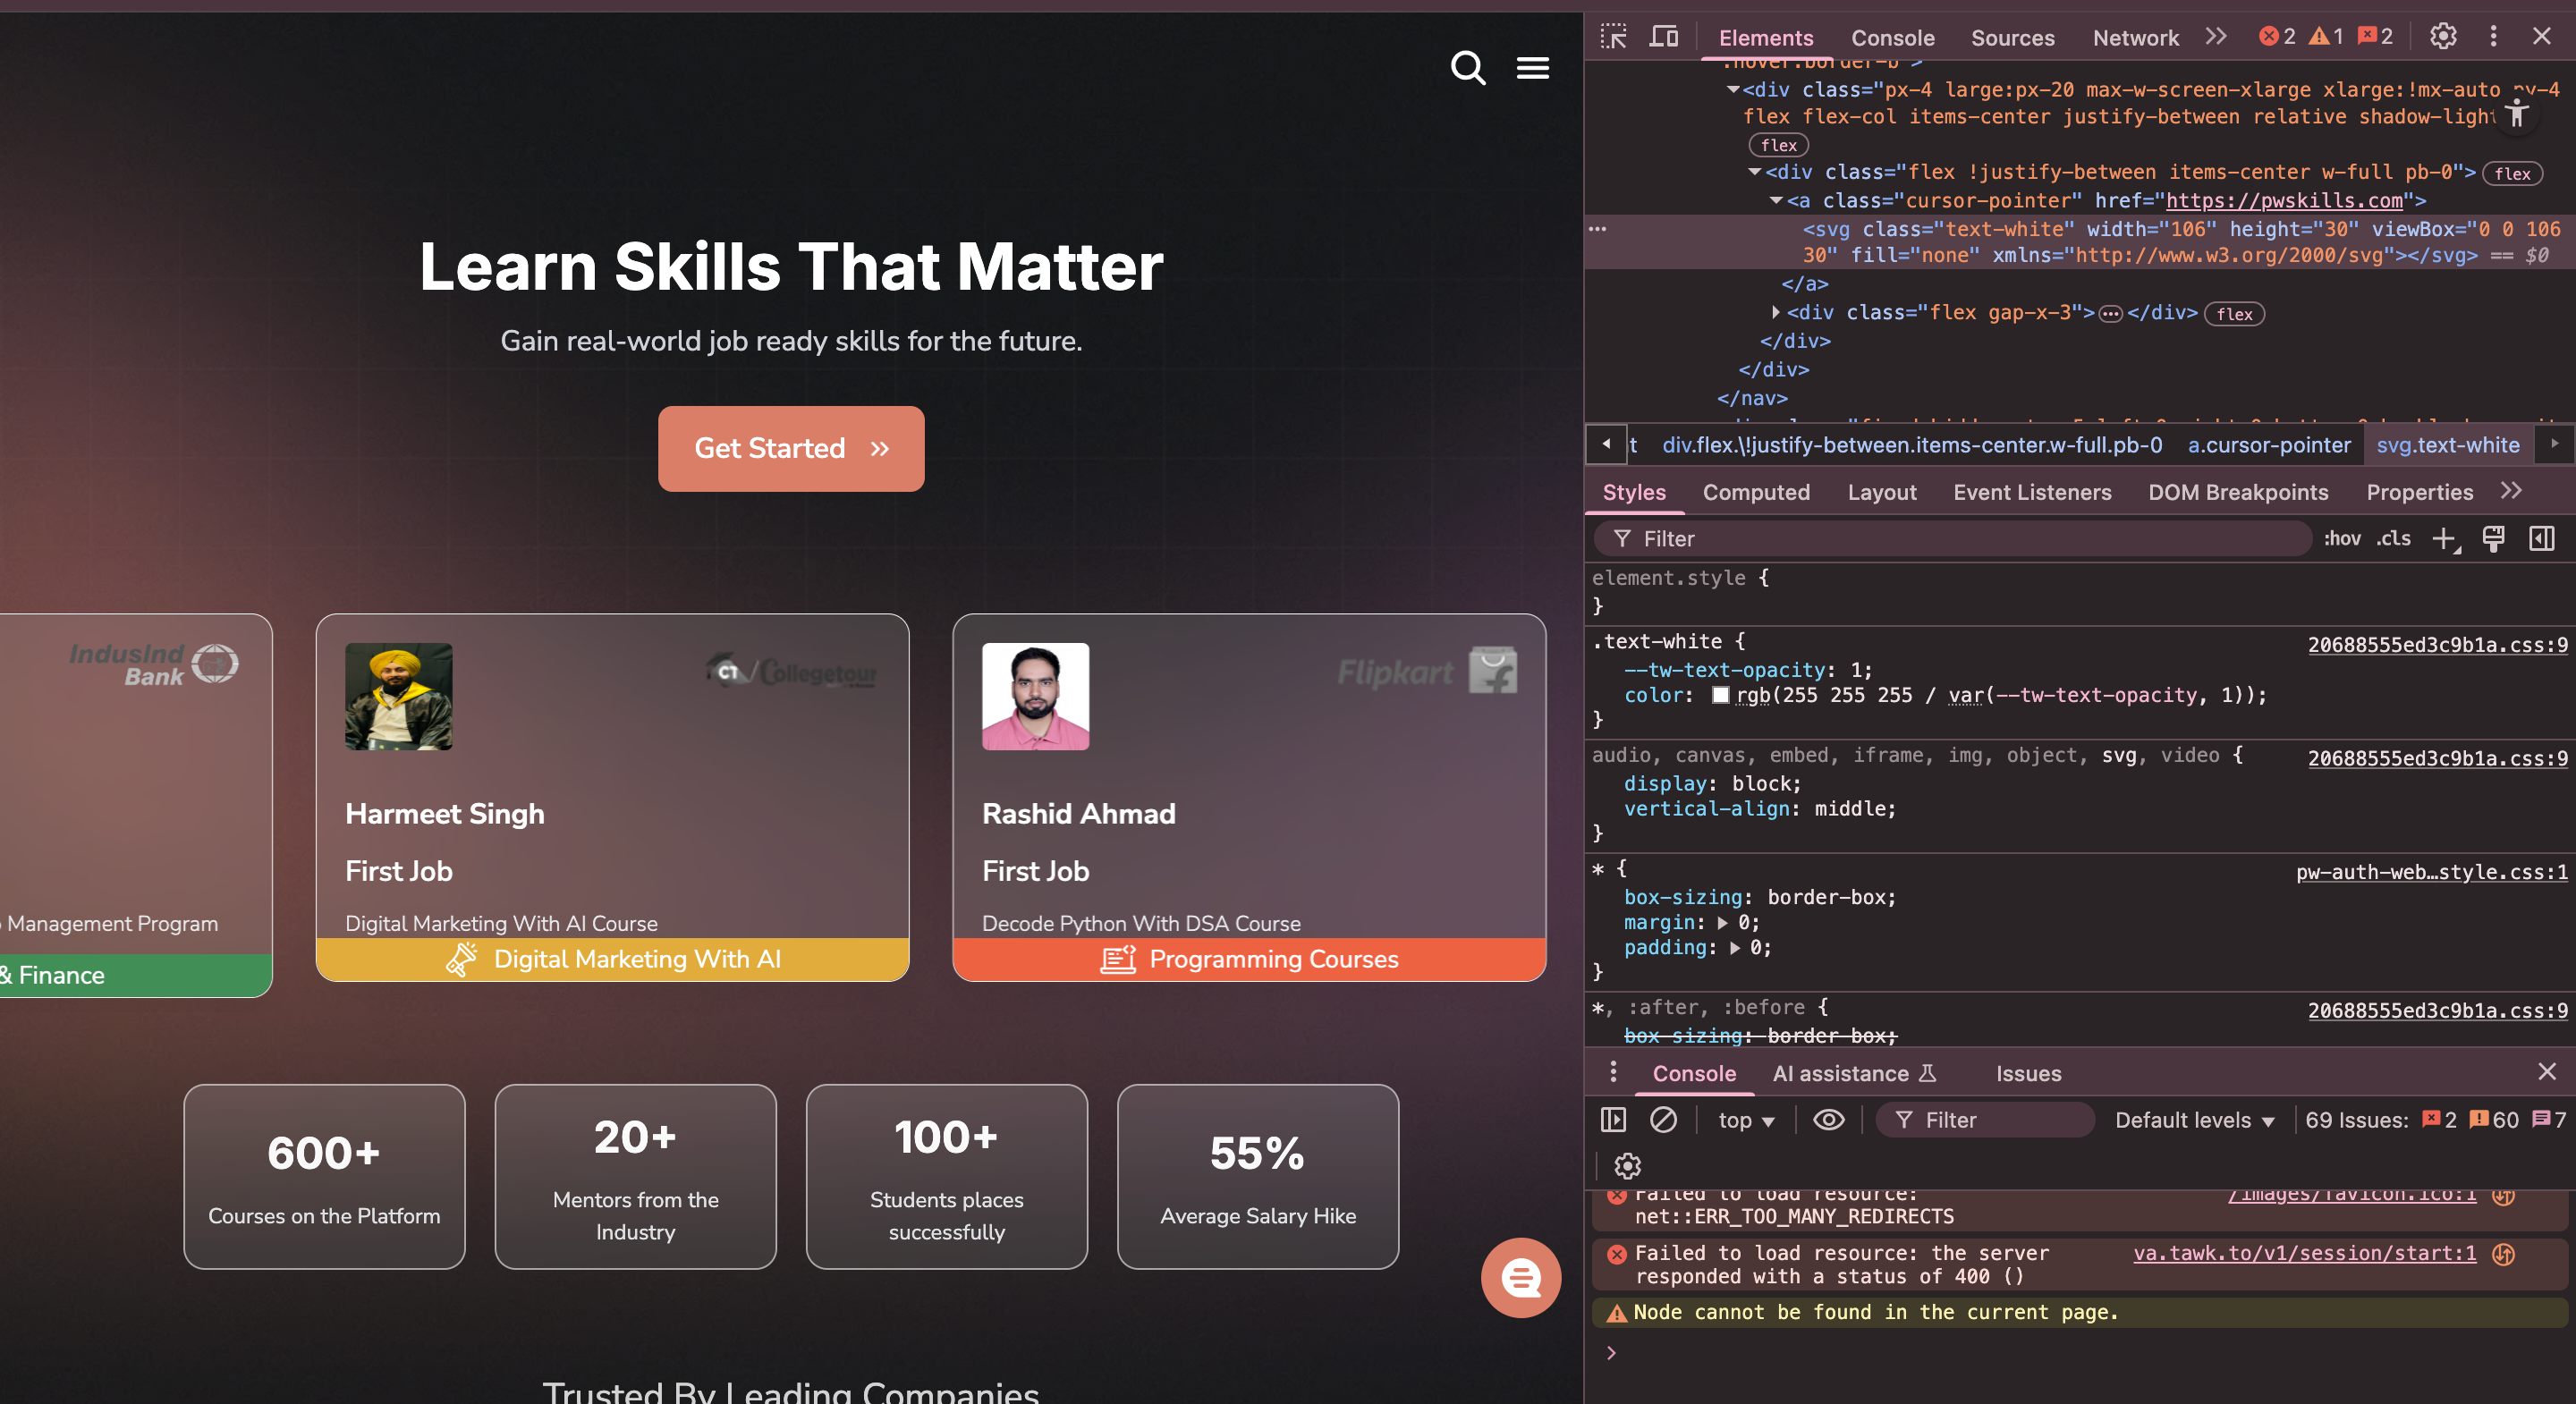 Learn Skills That Matter
Gain real-world job ready skills for the future.
Get Started
IndusInd
Bank
Management Program
& Finance
CT/Collegetour
Harmeet Singh
First Job
Digital Marketing With AI Course
Digital Marketing With AI
Flipkart
Rashid Ahmad
First Job
Decode Python With DSA Course
Programming Courses
600+
Courses on the Platform
20+
Mentors from the
Industry
100+
Students places
successfully
55%
Average Salary Hike
Trusted By Leading Companies
Elements Console Sources Network 2 1 2
.hover:border-b">
<div class="px-4 large:px-20 max-w-screen-xlarge xlarge:!mx-auto py-4
flex flex-col items-center justify-between relative shadow-light
flex
<div class="flex !justify-between items-center w-full pb-0"> flex
<a class="cursor-pointer" href="https://pwskills.com">
<svg class="text-white" width="106" height="30" viewBox="0 0 106
30" fill="none" xmlns="http://www.w3.org/2000/svg"></svg> == $0
</a>
<div class="flex gap-x-3">…</div> flex
</div>
</div>
</nav>
t div.flex.\!justify-between.items-center.w-full.pb-0 a.cursor-pointer svg.text-white
Styles Computed Layout Event Listeners DOM Breakpoints Properties
Filter :hov .cls
element.style {
}
.text-white { 20688555ed3c9b1a.css:9
--tw-text-opacity: 1;
color: rgb(255 255 255 / var(--tw-text-opacity, 1));
}
audio, canvas, embed, iframe, img, object, svg, video { 20688555ed3c9b1a.css:9
display: block;
vertical-align: middle;
}
* { pw-auth-web…style.css:1
box-sizing: border-box;
margin: 0;
padding: 0;
}
*, :after, :before { 20688555ed3c9b1a.css:9
box-sizing: border-box;
Console AI assistance Issues
top Filter Default levels 69 Issues: 2 60 7
Failed to load resource: /images/favicon.ico:1
net::ERR_TOO_MANY_REDIRECTS
Failed to load resource: the server va.tawk.to/v1/session/start:1
responded with a status of 400 ()
Node cannot be found in the current page.